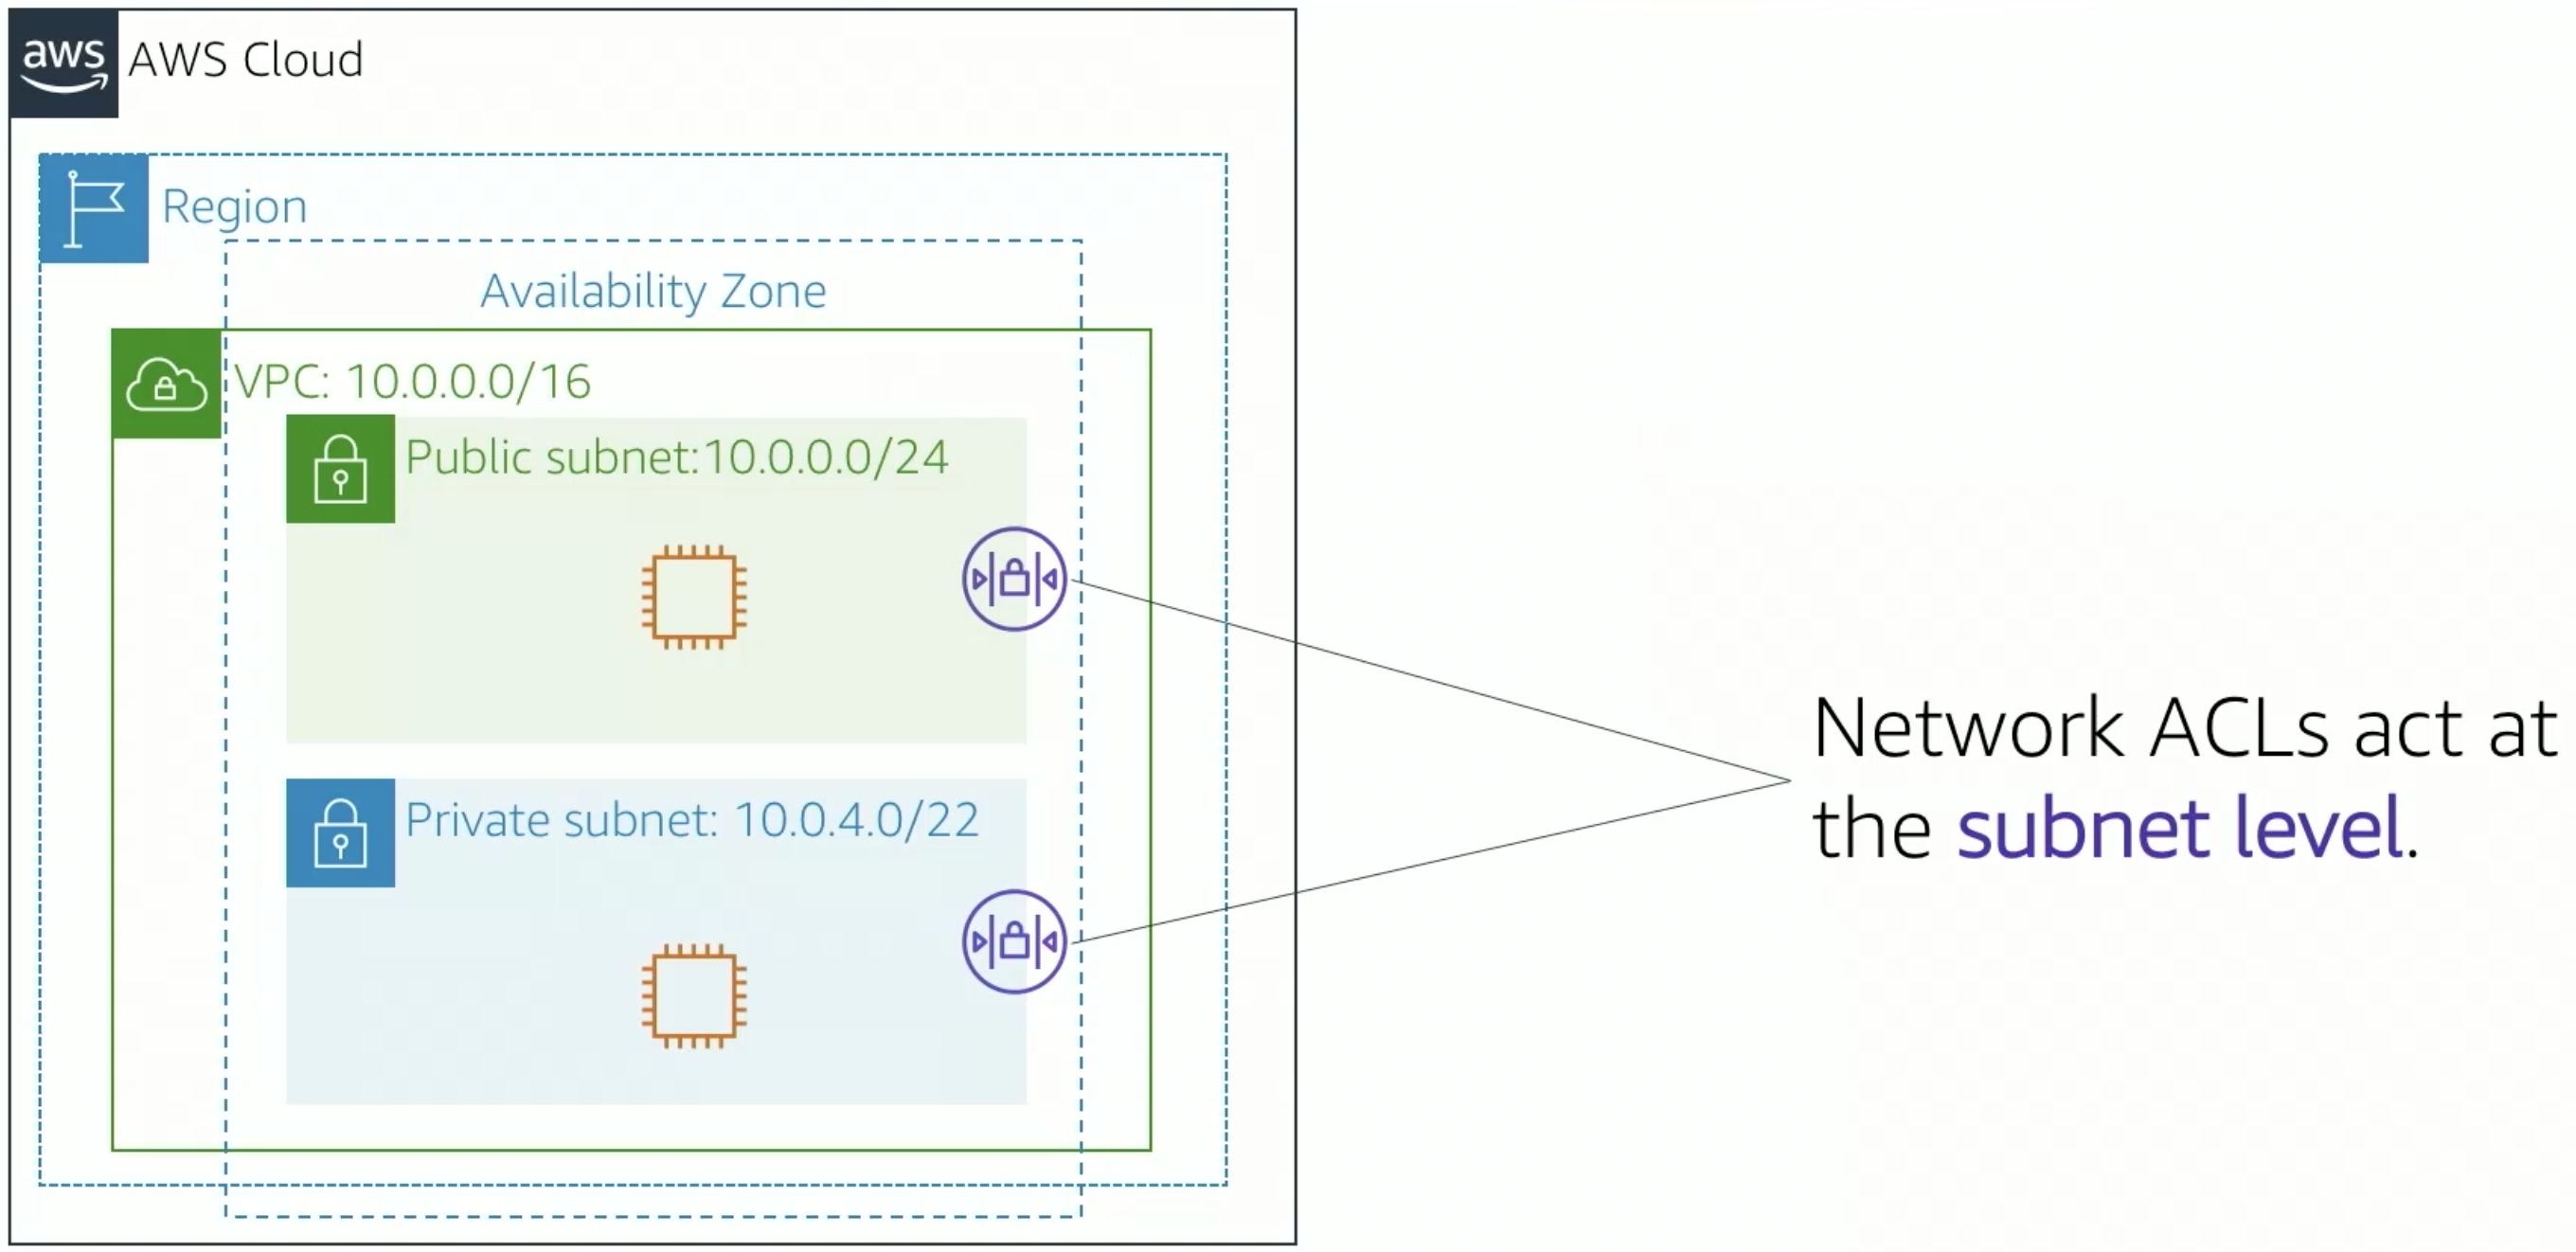 aws
AWS Cloud
Region
Availability Zone
VPC: 10.0.0.0/16
Public subnet:10.0.0.0/24
Private subnet: 10.0.4.0/22
Network ACLs act at
the subnet level.